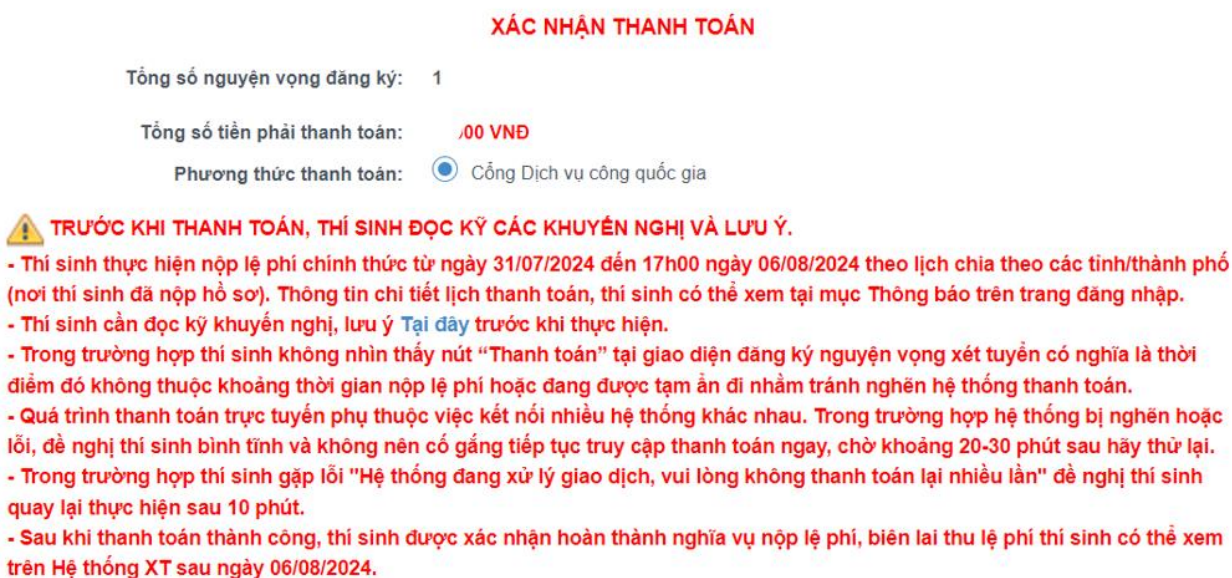 XÁC NHẬN THANH TOÁN
Tổng số nguyện vọng đăng ký: 1
Tổng số tiền phải thanh toán: 00 VNĐ
Phương thức thanh toán: Cổng Dịch vụ công quốc gia
TRƯỚC KHI THANH TOÁN, THÍ SINH ĐỌC KỸ CÁC KHUYẾN NGHỊ VÀ LƯU Ý.
- Thí sinh thực hiện nộp lệ phí chính thức từ ngày 31/07/2024 đến 17h00 ngày 06/08/2024 theo lịch chia theo các tỉnh/thành phố
(nơi thí sinh đã nộp hồ sơ). Thông tin chi tiết lịch thanh toán, thí sinh có thể xem tại mục Thông báo trên trang đăng nhập.
- Thí sinh cần đọc kỹ khuyến nghị, lưu ý Tại đây trước khi thực hiện.
- Trong trường hợp thí sinh không nhìn thấy nút “Thanh toán” tại giao diện đăng ký nguyện vọng xét tuyển có nghĩa là thời
điểm đó không thuộc khoảng thời gian nộp lệ phí hoặc đang được tạm ẩn đi nhằm tránh nghẽn hệ thống thanh toán.
- Quá trình thanh toán trực tuyến phụ thuộc việc kết nối nhiều hệ thống khác nhau. Trong trường hợp hệ thống bị nghẽn hoặc
lỗi, đề nghị thí sinh bình tĩnh và không nên cố gắng tiếp tục truy cập thanh toán ngay, chờ khoảng 20-30 phút sau hãy thử lại.
- Trong trường hợp thí sinh gặp lỗi "Hệ thống đang xử lý giao dịch, vui lòng không thanh toán lại nhiều lần" đề nghị thí sinh
quay lại thực hiện sau 10 phút.
- Sau khi thanh toán thành công, thí sinh được xác nhận hoàn thành nghĩa vụ nộp lệ phí, biên lai thu lệ phí thí sinh có thể xem
trên Hệ thống XT sau ngày 06/08/2024.